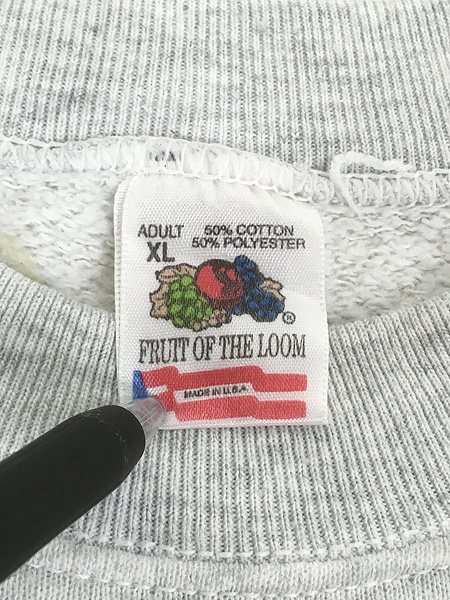 ADULT 50% COTTON
XL 50% POLYESTER
®
FRUIT OF THE LOOM
MADE IN U.S.A.